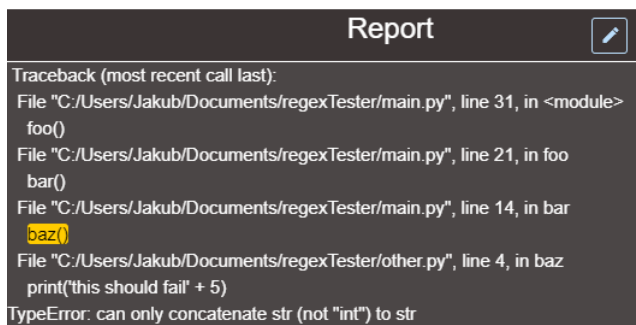 Report
Traceback (most recent call last):
File "C:/Users/Jakub/Documents/regexTester/main.py", line 31, in <module>
foo()
File "C:/Users/Jakub/Documents/regexTester/main.py", line 21, in foo
bar()
File "C:/Users/Jakub/Documents/regexTester/main.py", line 14, in bar
baz()
File "C:/Users/Jakub/Documents/regexTester/other.py", line 4, in baz
print('this should fail' + 5)
TypeError: can only concatenate str (not "int") to str